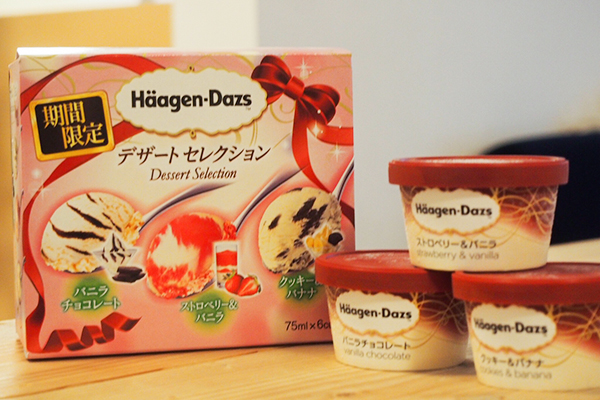 期間
限定
Häagen-Dazs
デザートセレクション
Dessert Selection
バニラ
チョコレート
ストロベリー&
バニラ
クッキー&
バナナ
75ml×6
Häagen-Dazs
ストロベリー&バニラ
strawberry & vanilla
Häagen-Dazs
バニラチョコレート
vanilla chocolate
Häagen-Dazs
クッキー&バナナ
cookies & banana